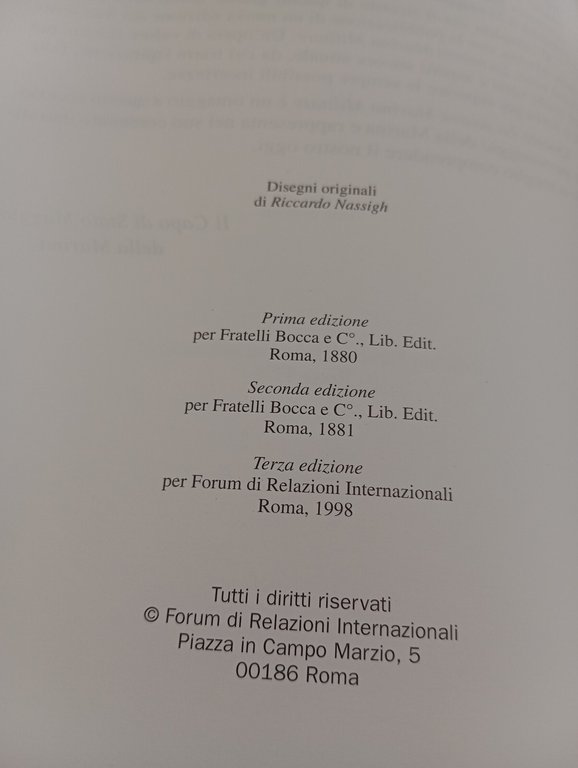 Disegni originali
di Riccardo Nassigh
Prima edizione
per Fratelli Bocca e C°., Lib. Edit.
Roma, 1880
Seconda edizione
per Fratelli Bocca e C°., Lib. Edit.
Roma, 1881
Terza edizione
per Forum di Relazioni Internazionali
Roma, 1998
Tutti i diritti riservati
© Forum di Relazioni Internazionali
Piazza in Campo Marzio, 5
00186 Roma